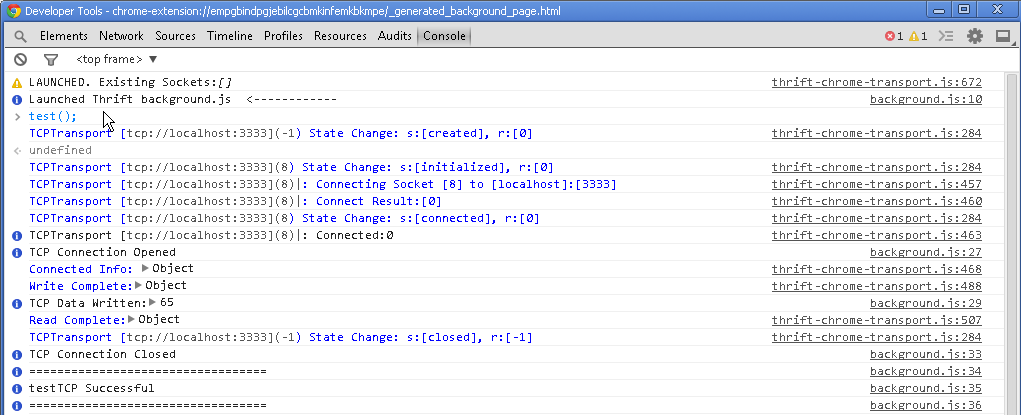 Developer Tools - chrome-extension://empgbindpgjebilcgcbmkinfemkbkmpe/_generated_background_page.html
Elements Network Sources Timeline Profiles Resources Audits Console 1 1
<top frame> ▼
LAUNCHED. Existing Sockets:[] thrift-chrome-transport.js:672
Launched Thrift background.js <------------ background.js:10
> test();
TCPTransport [tcp://localhost:3333](-1) State Change: s:[created], r:[0] thrift-chrome-transport.js:284
undefined
TCPTransport [tcp://localhost:3333](8) State Change: s:[initialized], r:[0] thrift-chrome-transport.js:284
TCPTransport [tcp://localhost:3333](8)|: Connecting Socket [8] to [localhost]:[3333] thrift-chrome-transport.js:457
TCPTransport [tcp://localhost:3333](8)|: Connect Result:[0] thrift-chrome-transport.js:460
TCPTransport [tcp://localhost:3333](8) State Change: s:[connected], r:[0] thrift-chrome-transport.js:284
TCPTransport [tcp://localhost:3333](8)|: Connected:0 thrift-chrome-transport.js:463
TCP Connection Opened background.js:27
Connected Info: ▶Object thrift-chrome-transport.js:468
Write Complete:▶Object thrift-chrome-transport.js:488
TCP Data Written:▶ 65 background.js:29
Read Complete:▶Object thrift-chrome-transport.js:507
TCPTransport [tcp://localhost:3333](-1) State Change: s:[closed], r:[-1] thrift-chrome-transport.js:284
TCP Connection Closed background.js:33
================================== background.js:34
testTCP Successful background.js:35
================================== background.js:36